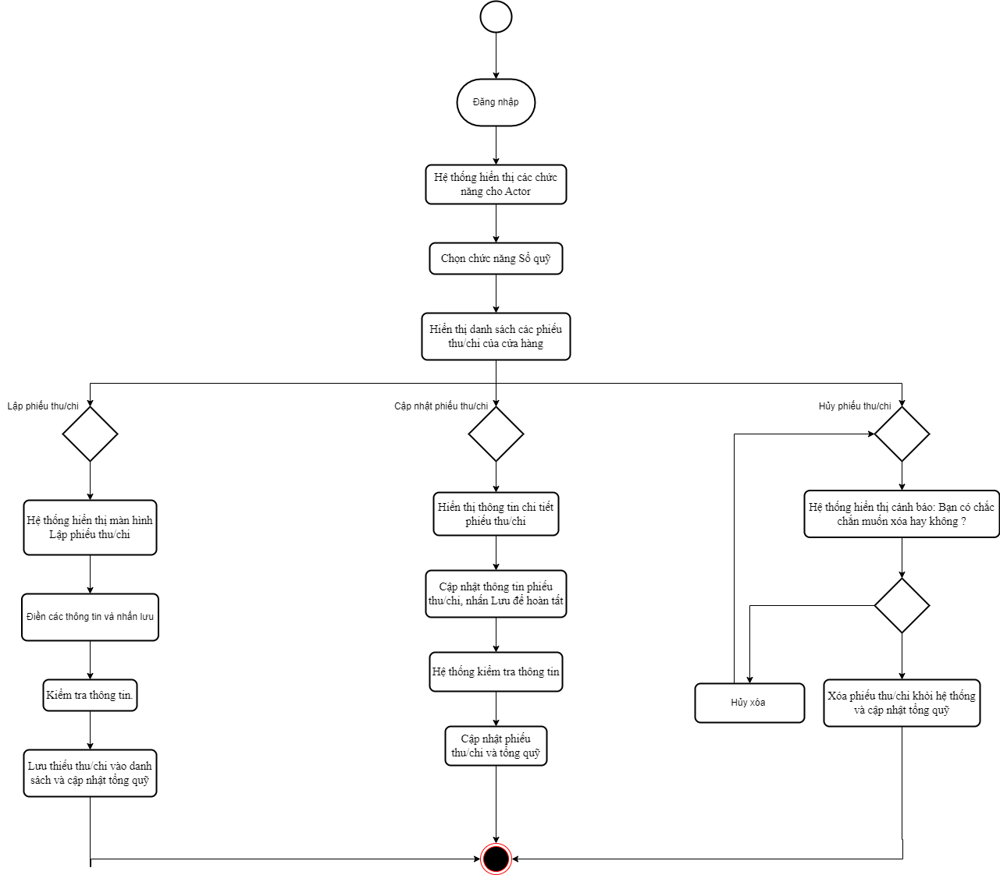 Đăng nhập
Hệ thống hiển thị các chức
năng cho Actor
Chọn chức năng Sổ quỹ
Hiển thị danh sách các phiếu
thu/chi của cửa hàng
Lập phiếu thu/chi
Cập nhật phiếu thu/chi
Hủy phiếu thu/chi
Hệ thống hiển thị màn hình
Lập phiếu thu/chi
Điền các thông tin và nhấn lưu
Kiểm tra thông tin.
Lưu thiếu thu/chi vào danh
sách và cập nhật tổng quỹ
Hiển thị thông tin chi tiết
phiếu thu/chi
Cập nhật thông tin phiếu
thu/chi, nhấn Lưu để hoàn tất
Hệ thống kiểm tra thông tin
Cập nhật phiếu
thu/chi và tổng quỹ
Hệ thống hiển thị cảnh báo: Bạn có chắc
chắn muốn xóa hay không ?
Hủy xóa
Xóa phiếu thu/chi khỏi hệ thống
và cập nhật tổng quỹ